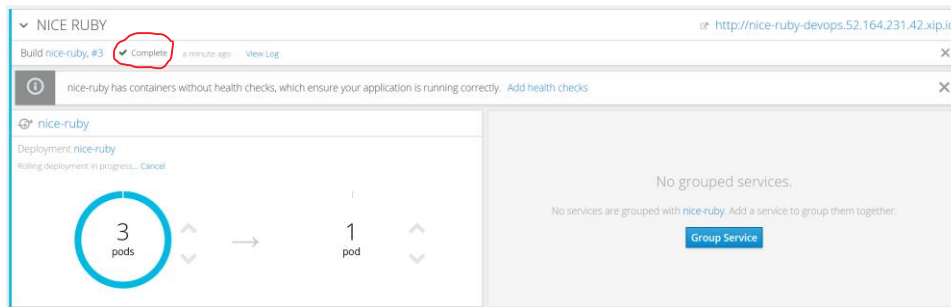 NICE RUBY
http://nice-ruby-devops.52.164.231.42.xip.io
Build nice-ruby, #3 Complete a minute ago View Log
nice-ruby has containers without health checks, which ensure your application is running correctly. Add health checks
nice-ruby
Deployment nice-ruby
Rolling deployment in progress... Cancel
3
pods
1
pod
No grouped services.
No services are grouped with nice-ruby. Add a service to group them together.
Group Service